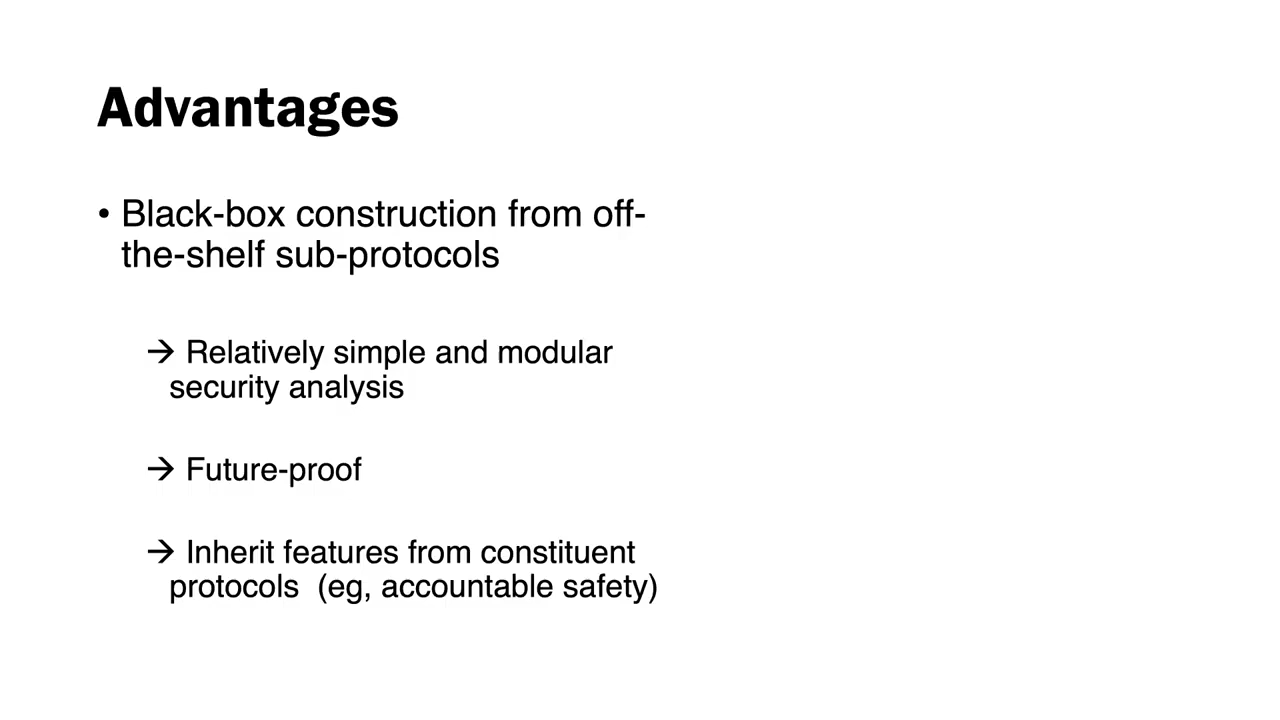 Advantages
• Black-box construction from off-
the-shelf sub-protocols
→ Relatively simple and modular
security analysis
→ Future-proof
→ Inherit features from constituent
protocols  (eg, accountable safety)